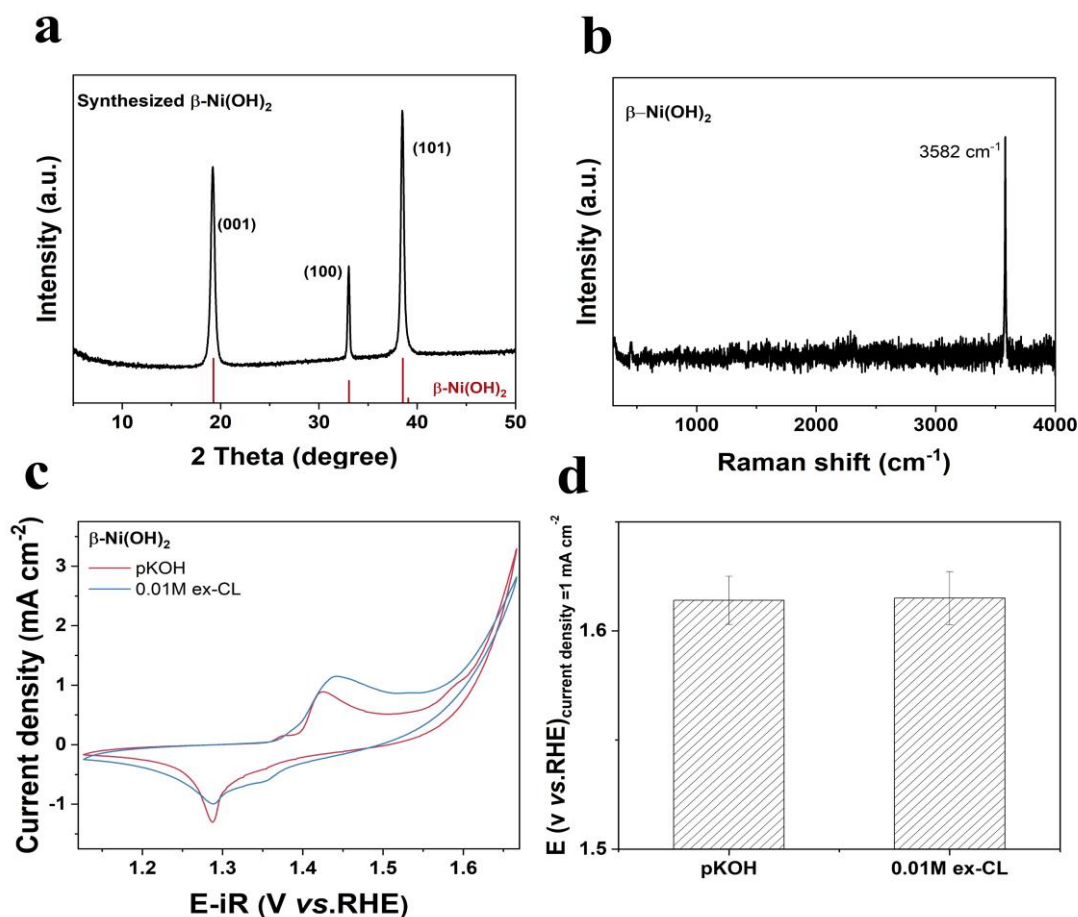 a
Synthesized β-Ni(OH)₂
(001)
(100)
(101)
β-Ni(OH)₂
Intensity (a.u.)
10 20 30 40 50
2 Theta (degree)
b
β–Ni(OH)₂
3582 cm⁻¹
Intensity (a.u.)
1000 2000 3000 4000
Raman shift (cm⁻¹)
c
β-Ni(OH)₂
pKOH
0.01M ex-CL
Current density (mA cm⁻²)
3
2
1
0
-1
1.2 1.3 1.4 1.5 1.6
E-iR (V vs.RHE)
d
E (v vs.RHE)current density =1 mA cm⁻²
1.6
1.5
pKOH 0.01M ex-CL